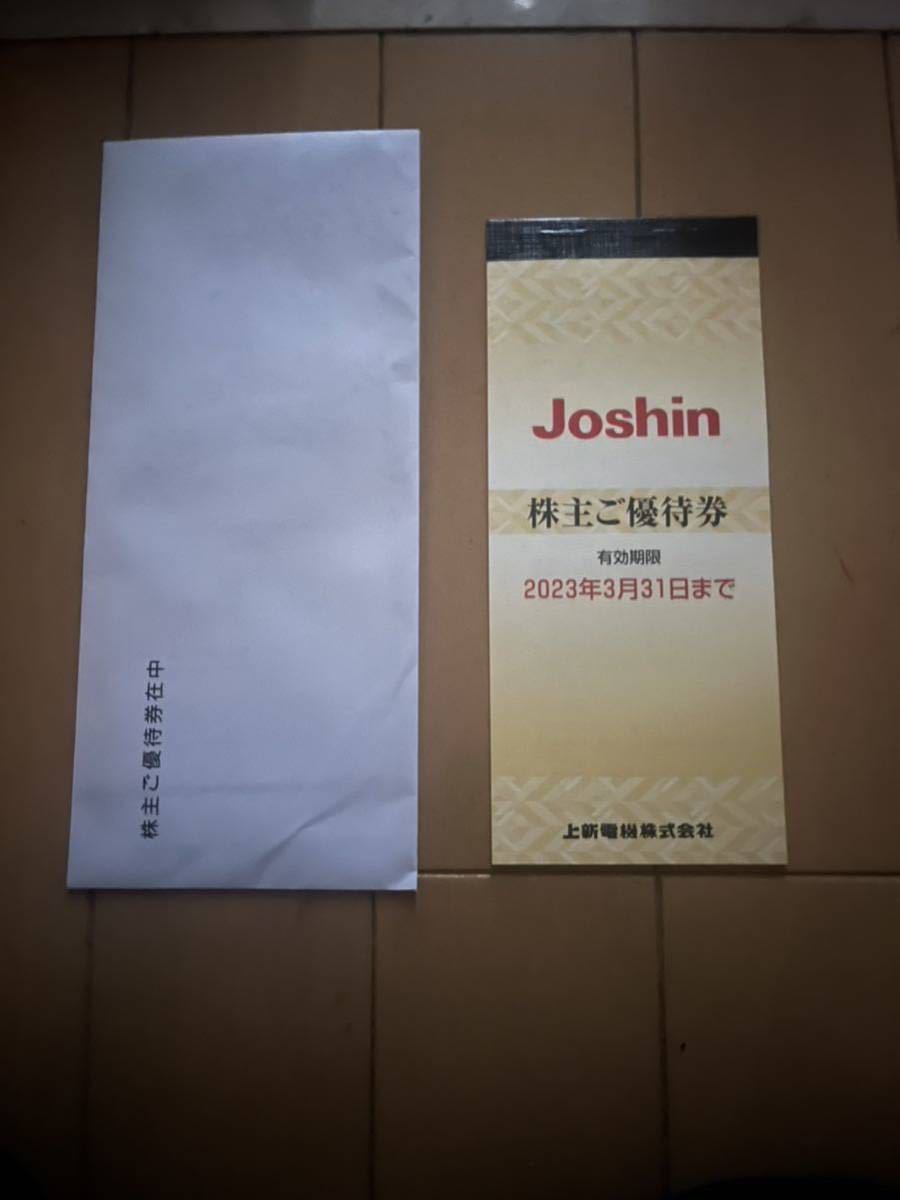 株主ご優待券在中
Joshin
株主ご優待券
有効期限
2023年3月31日まで
上新電機株式会社